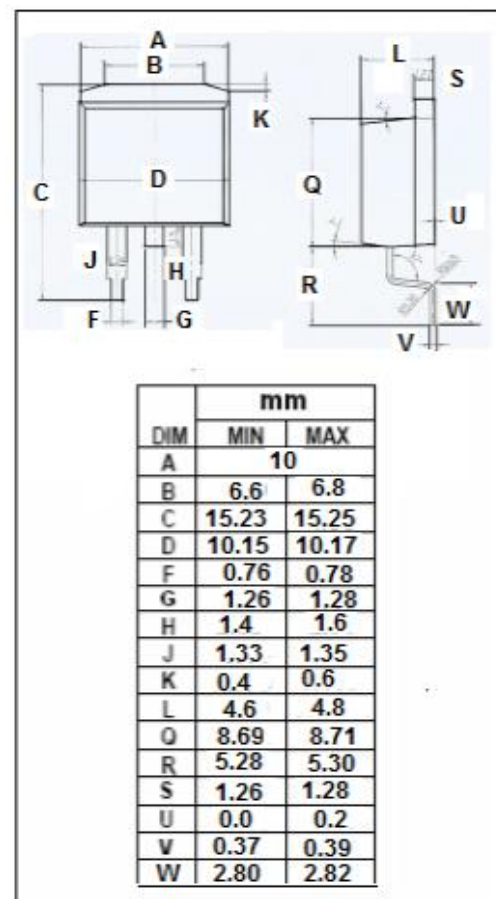 A
B
L
S
K
C
D
Q
U
J
H
R
F
G
W
V
mm
DIM MIN MAX
A 10
B 6.6 6.8
C 15.23 15.25
D 10.15 10.17
F 0.76 0.78
G 1.26 1.28
H 1.4 1.6
J 1.33 1.35
K 0.4 0.6
L 4.6 4.8
Q 8.69 8.71
R 5.28 5.30
S 1.26 1.28
U 0.0 0.2
V 0.37 0.39
W 2.80 2.82